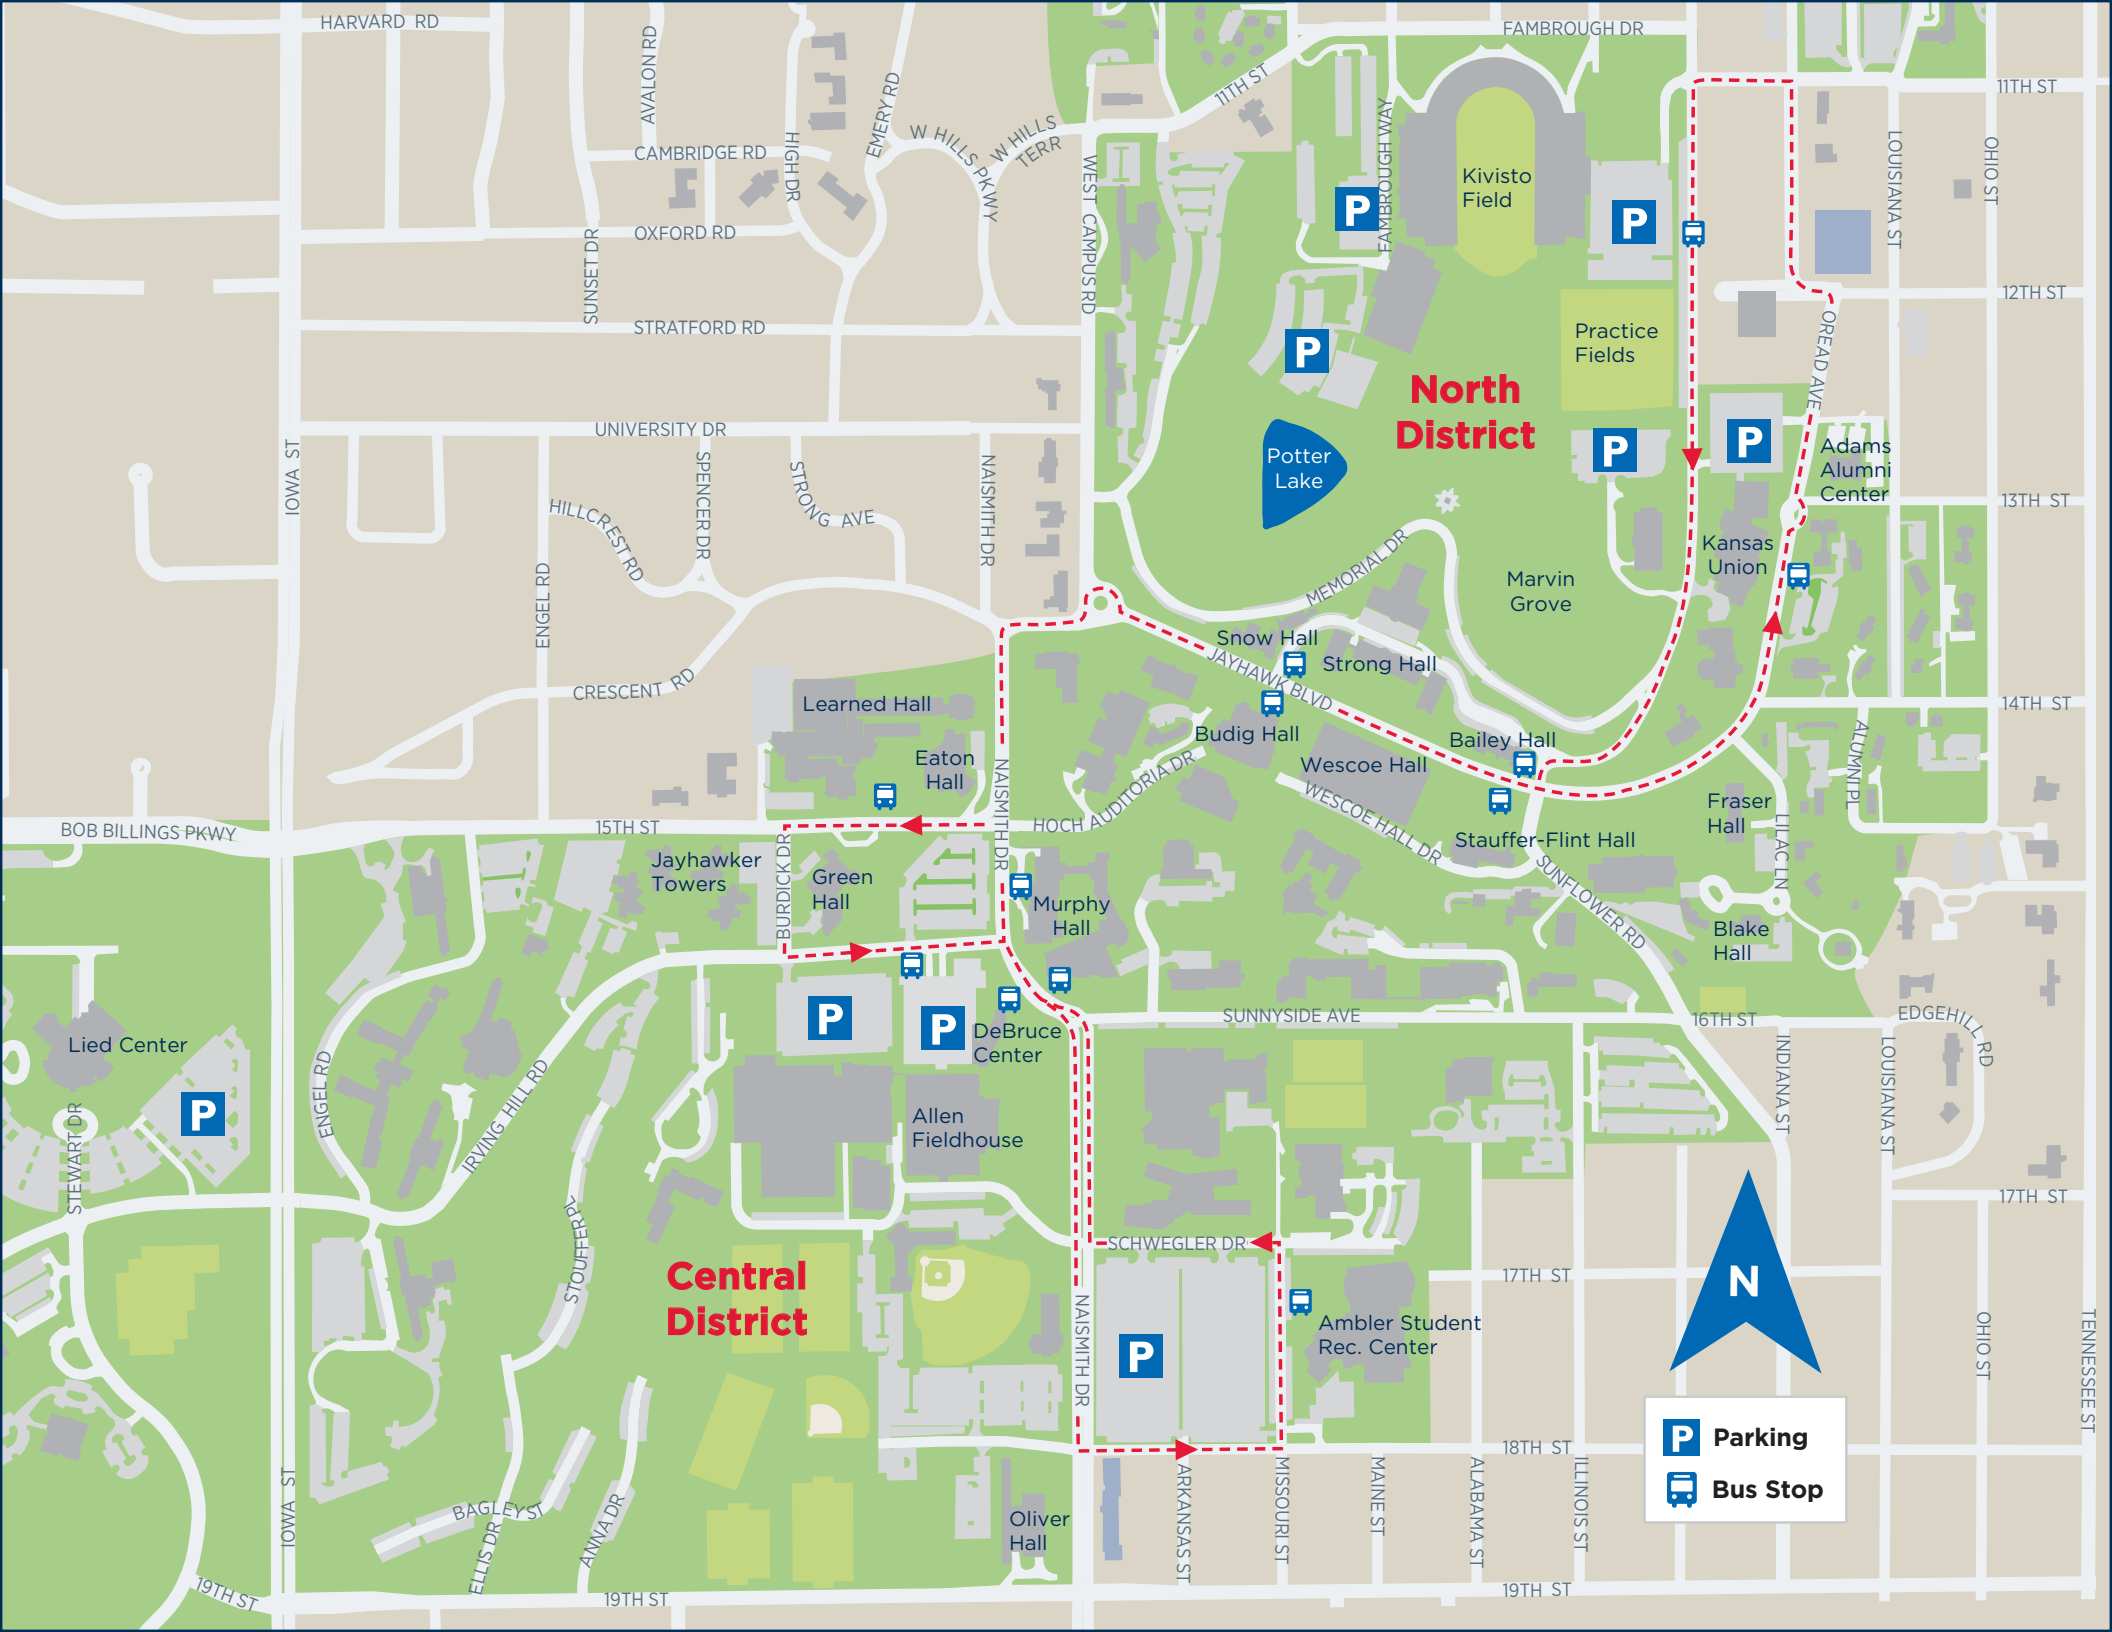 HARVARD RD
FAMBROUGH DR
AVALON RD
11TH ST
11TH ST
EMERY RD
W HILLS PKWY
W HILLS
TERR
CAMBRIDGE RD
HIGH DR
WEST CAMPUS RD
FAMBROUGH WAY
Kivisto
Field
P
P
LOUISIANA ST
OHIO ST
OXFORD RD
SUNSET DR
12TH ST
STRATFORD RD
P
Practice
Fields
OREAD AVE
North
District
UNIVERSITY DR
IOWA ST
SPENCER DR
STRONG AVE
NAISMITH DR
HILLCREST RD
Potter
Lake
P
P
Adams
Alumni
Center
13TH ST
MEMORIAL DR
Kansas
Union
Marvin
Grove
ENGEL RD
CRESCENT RD
Snow Hall
Strong Hall
JAYHAWK BLVD
Learned Hall
Budig Hall
Bailey Hall
14TH ST
Eaton
Hall
NAISMITH DR
HOCH AUDITORIA DR
Wescoe Hall
WESCOE HALL DR
ALUMNI PL
Fraser
Hall
LILAC LN
BOB BILLINGS PKWY
15TH ST
Stauffer-Flint Hall
SUNFLOWER RD
Jayhawker
Towers
BURDICK DR
Green
Hall
Murphy
Hall
Blake
Hall
P
P
DeBruce
Center
SUNNYSIDE AVE
16TH ST
EDGEHILL RD
Lied Center
P
ENGEL RD
IRVING HILL RD
INDIANA ST
LOUISIANA ST
STEWART DR
Allen
Fieldhouse
STOUFFER PL
17TH ST
SCHWEGLER DR
17TH ST
Central
District
N
NAISMITH DR
P
Ambler Student
Rec. Center
OHIO ST
TENNESSEE ST
P Parking
Bus Stop
18TH ST
IOWA ST
BAGLEY ST
ELLIS DR
ANNA DR
Oliver
Hall
ARKANSAS ST
MISSOURI ST
MAINE ST
ALABAMA ST
ILLINOIS ST
19TH ST
19TH ST
19TH ST